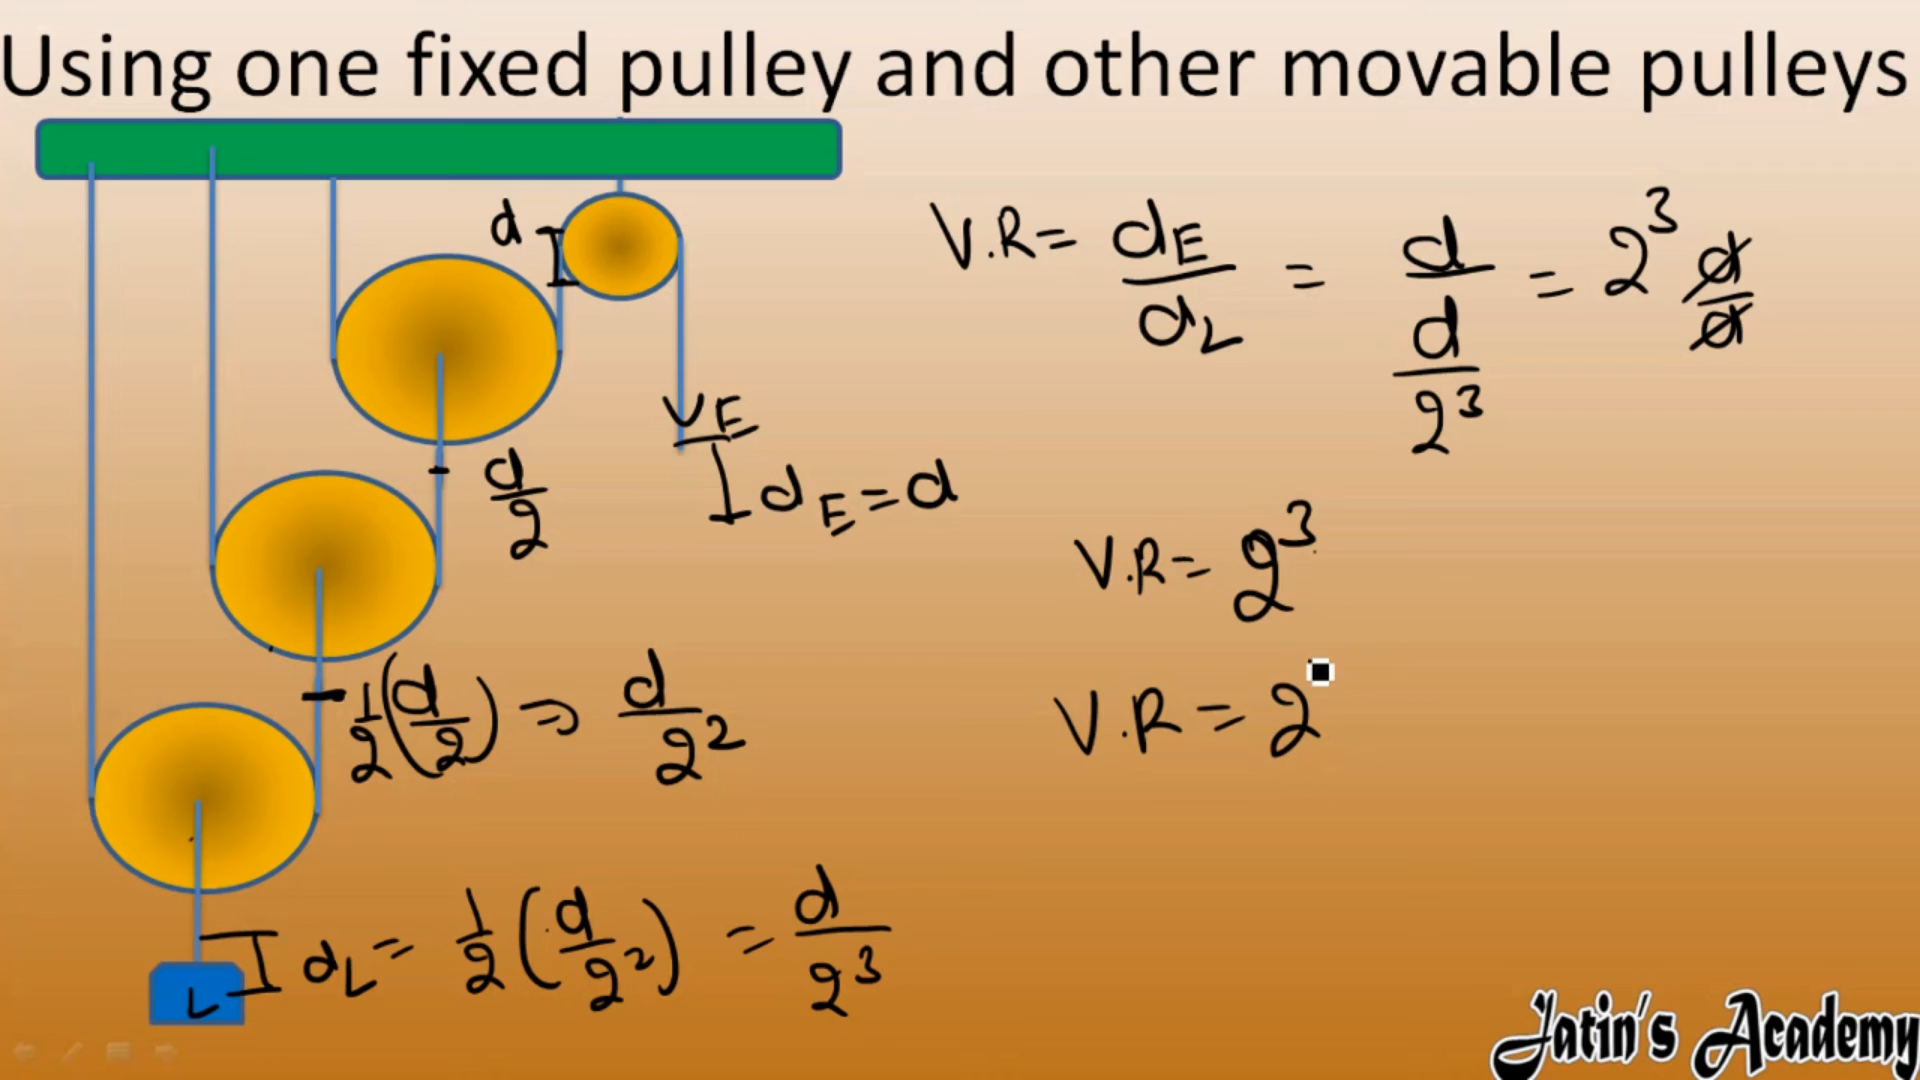 Using one fixed pulley and other movable pulleys
d
V.R = dE/dL = d/(d/2³) = 2³ d/d
VE
d/2
dE = d
V.R = 2³
1/2(d/2) ⇒ d/2²
V.R = 2
L
dL = 1/2(d/2²) = d/2³
Jatin's Academy